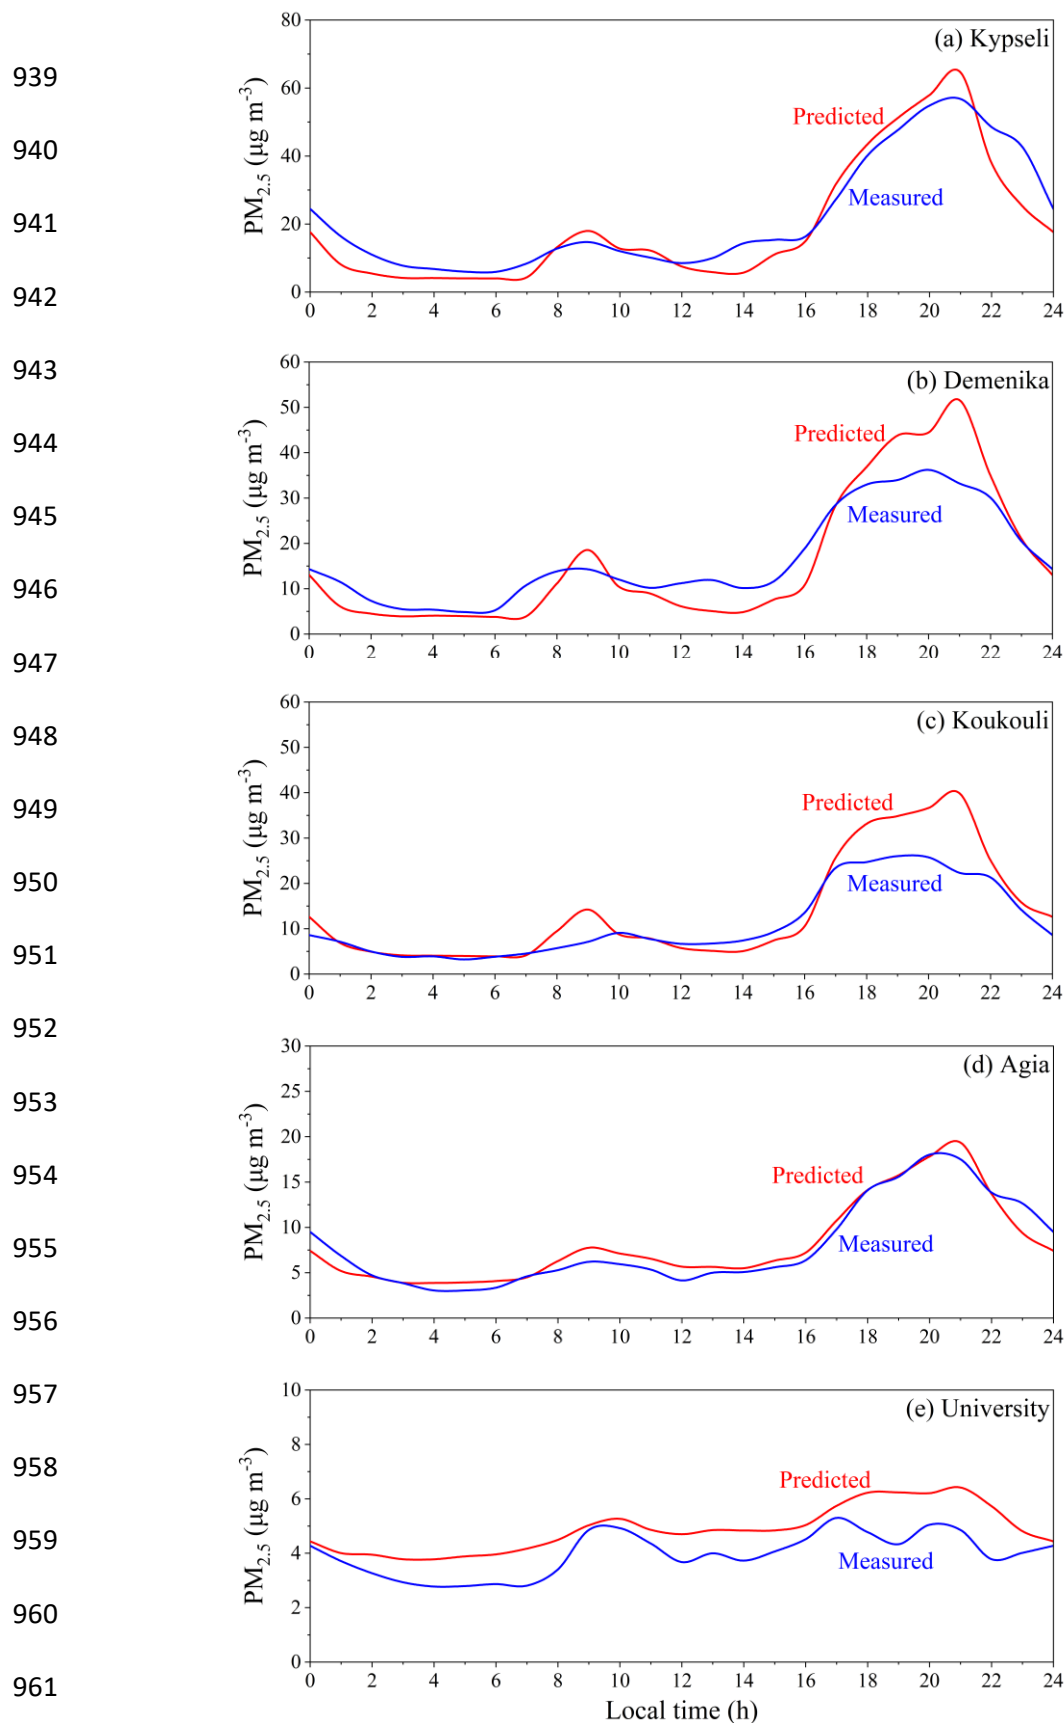 939
940
941
942
943
944
945
946
947
948
949
950
951
952
953
954
955
956
957
958
959
960
961
(a) Kypseli
PM2.5 (µg m-3)
80
60
40
20
0
Predicted
Measured
0 2 4 6 8 10 12 14 16 18 20 22 24
(b) Demenika
PM2.5 (µg m-3)
60
50
40
30
20
10
0
Predicted
Measured
0 2 4 6 8 10 12 14 16 18 20 22 24
(c) Koukouli
PM2.5 (µg m-3)
60
50
40
30
20
10
0
Predicted
Measured
0 2 4 6 8 10 12 14 16 18 20 22 24
(d) Agia
PM2.5 (µg m-3)
30
25
20
15
10
5
0
Predicted
Measured
0 2 4 6 8 10 12 14 16 18 20 22 24
(e) University
PM2.5 (µg m-3)
10
8
6
4
2
0
Predicted
Measured
0 2 4 6 8 10 12 14 16 18 20 22 24
Local time (h)